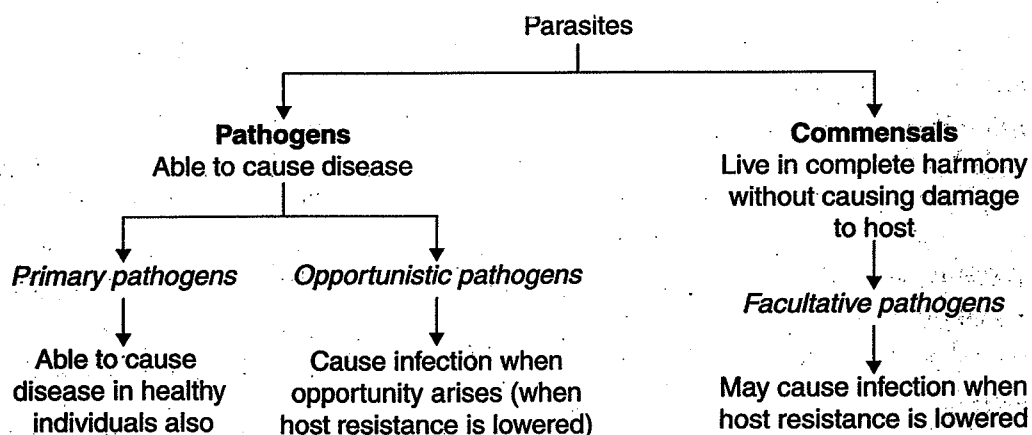 Parasites
Pathogens
Able to cause disease
Commensals
Live in complete harmony
without causing damage
to host
Primary pathogens
Opportunistic pathogens
Facultative pathogens
Able to cause
disease in healthy
individuals also
Cause infection when
opportunity arises (when
host resistance is lowered)
May cause infection when
host resistance is lowered